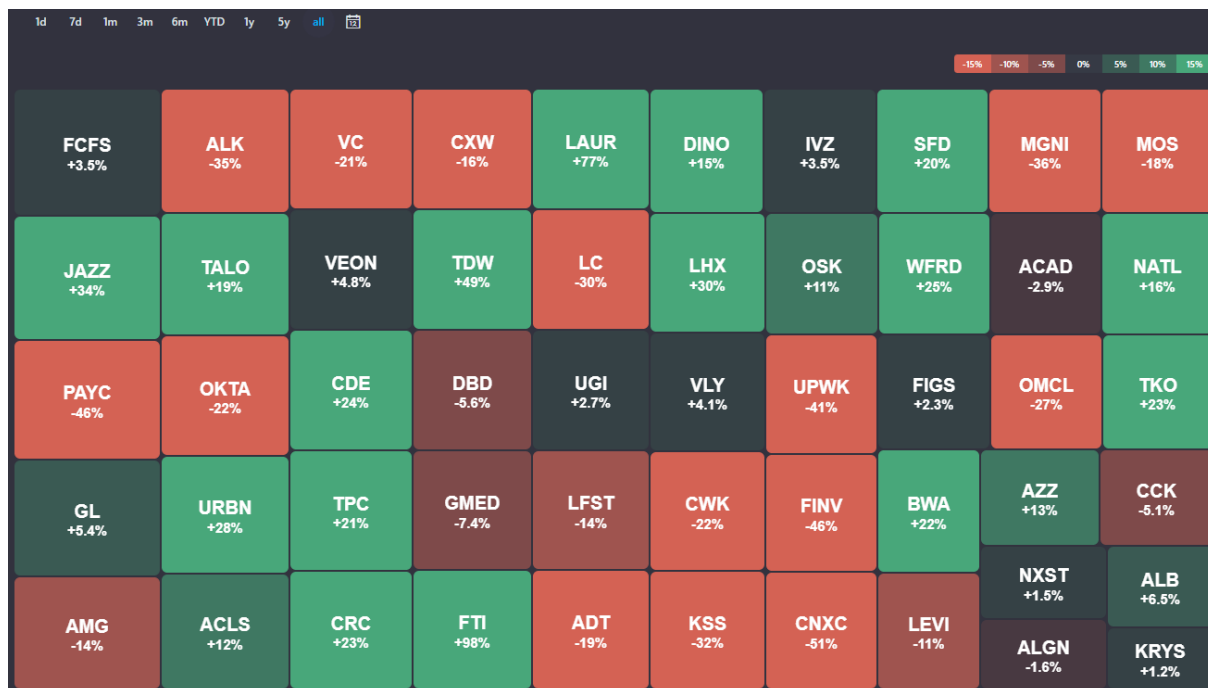 1d 7d 1m 3m 6m YTD 1y 5y all 12
-15% -10% -5% 0% 5% 10% 15%
FCFS
+3.5%
ALK
-35%
VC
-21%
CXW
-16%
LAUR
+77%
DINO
+15%
IVZ
+3.5%
SFD
+20%
MGNI
-36%
MOS
-18%
JAZZ
+34%
TALO
+19%
VEON
+4.8%
TDW
+49%
LC
-30%
LHX
+30%
OSK
+11%
WFRD
+25%
ACAD
-2.9%
NATL
+16%
PAYC
-46%
OKTA
-22%
CDE
+24%
DBD
-5.6%
UGI
+2.7%
VLY
+4.1%
UPWK
-41%
FIGS
+2.3%
OMCL
-27%
TKO
+23%
GL
+5.4%
URBN
+28%
TPC
+21%
GMED
-7.4%
LFST
-14%
CWK
-22%
FINV
-46%
BWA
+22%
AZZ
+13%
CCK
-5.1%
AMG
-14%
ACLS
+12%
CRC
+23%
FTI
+98%
ADT
-19%
KSS
-32%
CNXC
-51%
LEVI
-11%
NXST
+1.5%
ALB
+6.5%
ALGN
-1.6%
KRYS
+1.2%